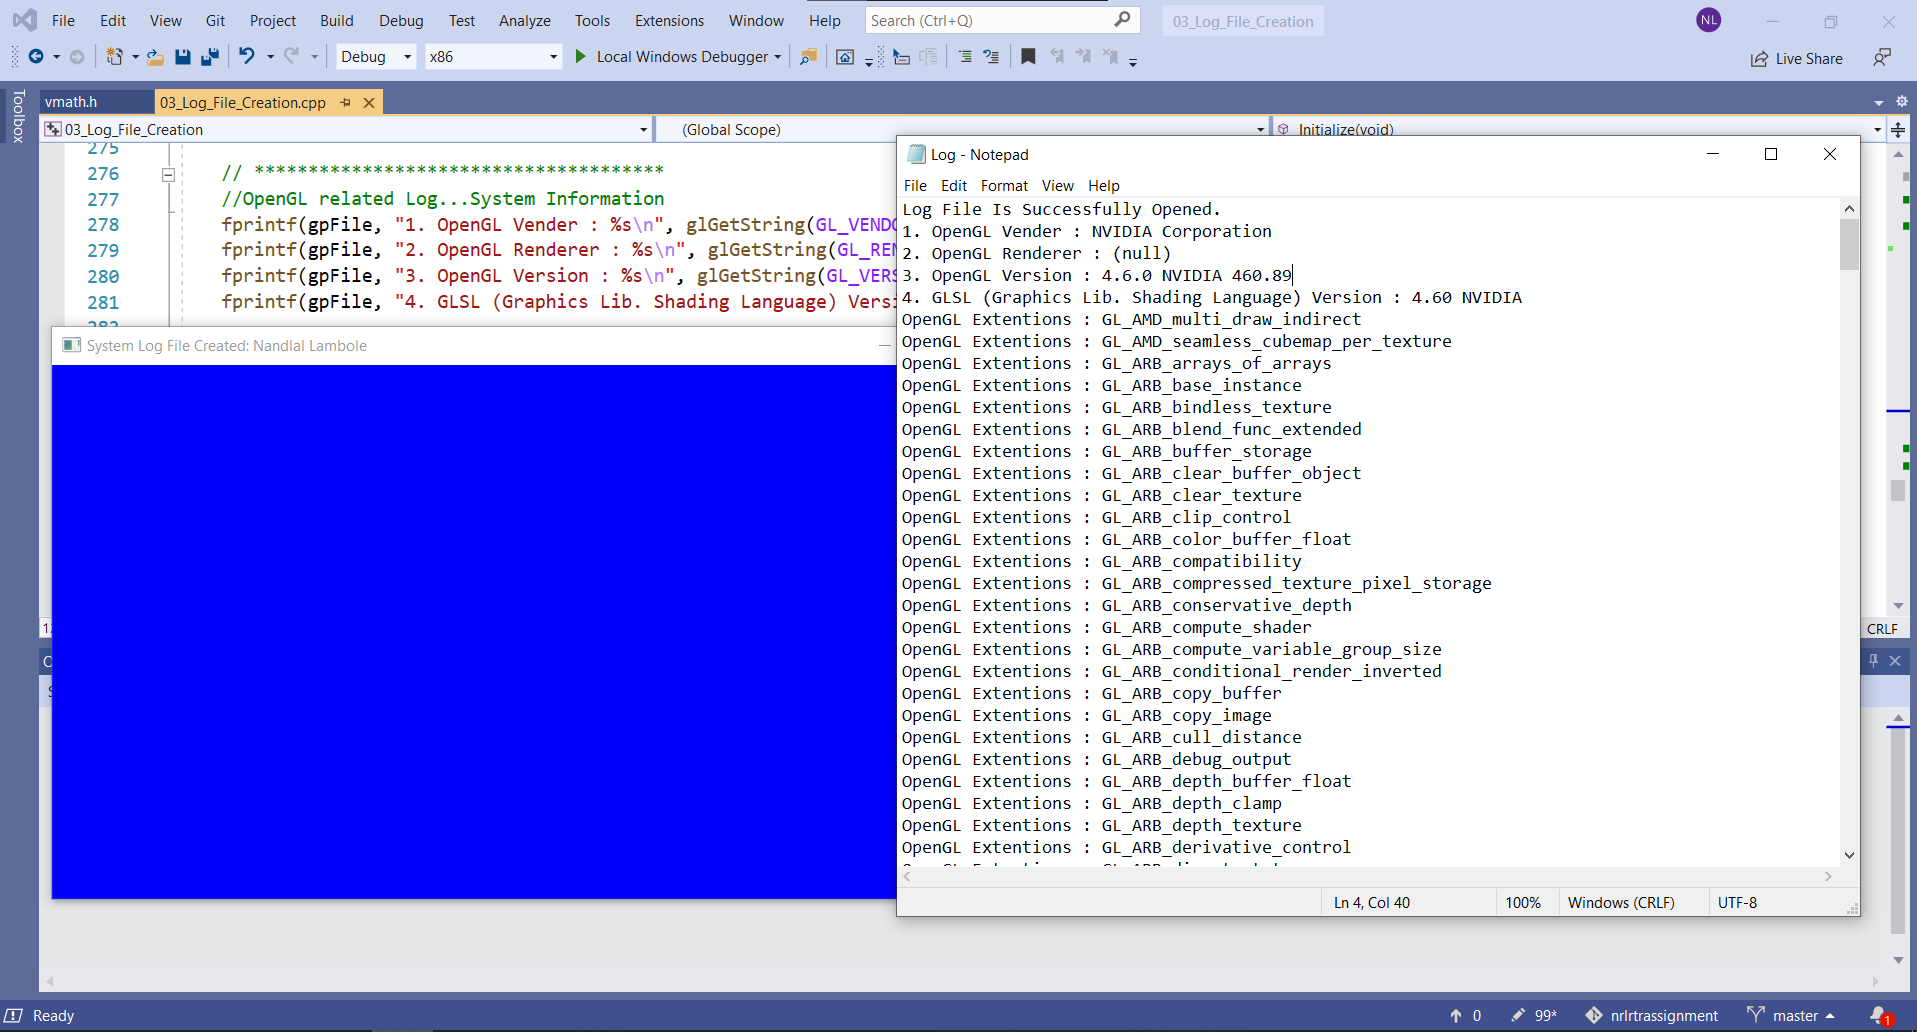 File Edit View Git Project Build Debug Test Analyze Tools Extensions Window Help Search (Ctrl+Q) 03_Log_File_Creation NL
Debug x86 Local Windows Debugger Live Share
Toolbox
vmath.h 03_Log_File_Creation.cpp
03_Log_File_Creation (Global Scope) Initialize(void)
275
276 // **************************************
277 //OpenGL related Log...System Information
278 fprintf(gpFile, "1. OpenGL Vender : %s\n", glGetString(GL_VENDO
279 fprintf(gpFile, "2. OpenGL Renderer : %s\n", glGetString(GL_REN
280 fprintf(gpFile, "3. OpenGL Version : %s\n", glGetString(GL_VERS
281 fprintf(gpFile, "4. GLSL (Graphics Lib. Shading Language) Versi
282
System Log File Created: Nandlal Lambole
Log - Notepad
File Edit Format View Help
Log File Is Successfully Opened.
1. OpenGL Vender : NVIDIA Corporation
2. OpenGL Renderer : (null)
3. OpenGL Version : 4.6.0 NVIDIA 460.89
4. GLSL (Graphics Lib. Shading Language) Version : 4.60 NVIDIA
OpenGL Extentions : GL_AMD_multi_draw_indirect
OpenGL Extentions : GL_AMD_seamless_cubemap_per_texture
OpenGL Extentions : GL_ARB_arrays_of_arrays
OpenGL Extentions : GL_ARB_base_instance
OpenGL Extentions : GL_ARB_bindless_texture
OpenGL Extentions : GL_ARB_blend_func_extended
OpenGL Extentions : GL_ARB_buffer_storage
OpenGL Extentions : GL_ARB_clear_buffer_object
OpenGL Extentions : GL_ARB_clear_texture
OpenGL Extentions : GL_ARB_clip_control
OpenGL Extentions : GL_ARB_color_buffer_float
OpenGL Extentions : GL_ARB_compatibility
OpenGL Extentions : GL_ARB_compressed_texture_pixel_storage
OpenGL Extentions : GL_ARB_conservative_depth
OpenGL Extentions : GL_ARB_compute_shader
OpenGL Extentions : GL_ARB_compute_variable_group_size
OpenGL Extentions : GL_ARB_conditional_render_inverted
OpenGL Extentions : GL_ARB_copy_buffer
OpenGL Extentions : GL_ARB_copy_image
OpenGL Extentions : GL_ARB_cull_distance
OpenGL Extentions : GL_ARB_debug_output
OpenGL Extentions : GL_ARB_depth_buffer_float
OpenGL Extentions : GL_ARB_depth_clamp
OpenGL Extentions : GL_ARB_depth_texture
OpenGL Extentions : GL_ARB_derivative_control
Ln 4, Col 40 100% Windows (CRLF) UTF-8
CRLF
Ready 0 99* nrlrtrassignment master 1